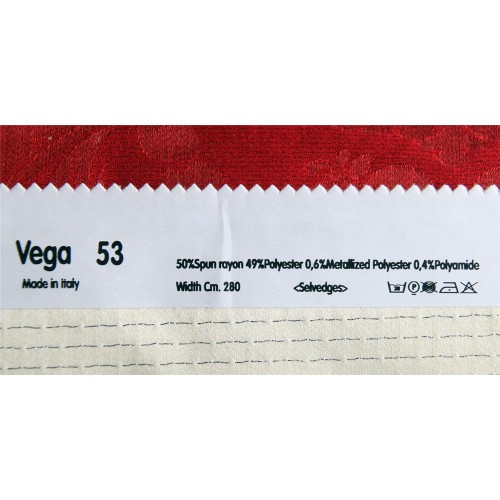 Vega 53
Made in Italy
50%Spun rayon 49%Polyester 0,6%Metallized Polyester 0,4%Polyamide
Width Cm. 280 <Selvedges>